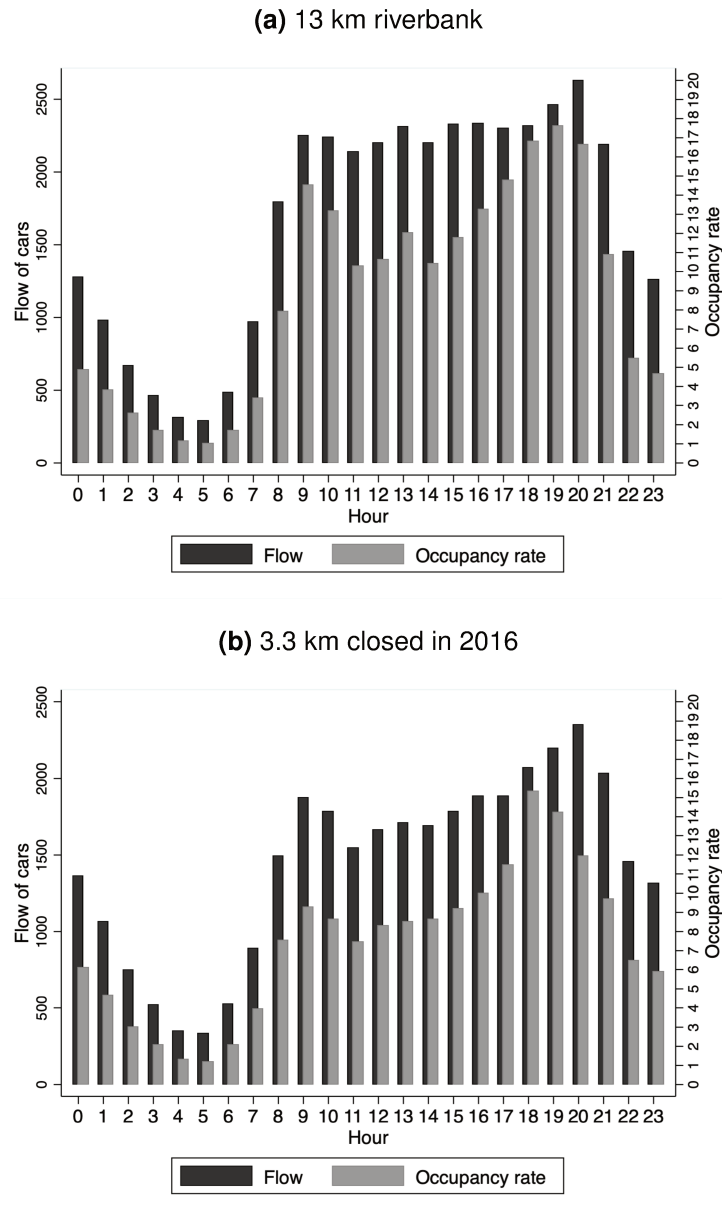 (a) 13 km riverbank
Flow of cars
0 500 1000 1500 2000 2500
Occupancy rate
0 1 2 3 4 5 6 7 8 9 10 11 12 13 14 15 16 17 18 19 20
0 1 2 3 4 5 6 7 8 9 10 11 12 13 14 15 16 17 18 19 20 21 22 23
Hour
Flow Occupancy rate
(b) 3.3 km closed in 2016
Flow of cars
0 500 1000 1500 2000 2500
Occupancy rate
0 1 2 3 4 5 6 7 8 9 10 11 12 13 14 15 16 17 18 19 20
0 1 2 3 4 5 6 7 8 9 10 11 12 13 14 15 16 17 18 19 20 21 22 23
Hour
Flow Occupancy rate